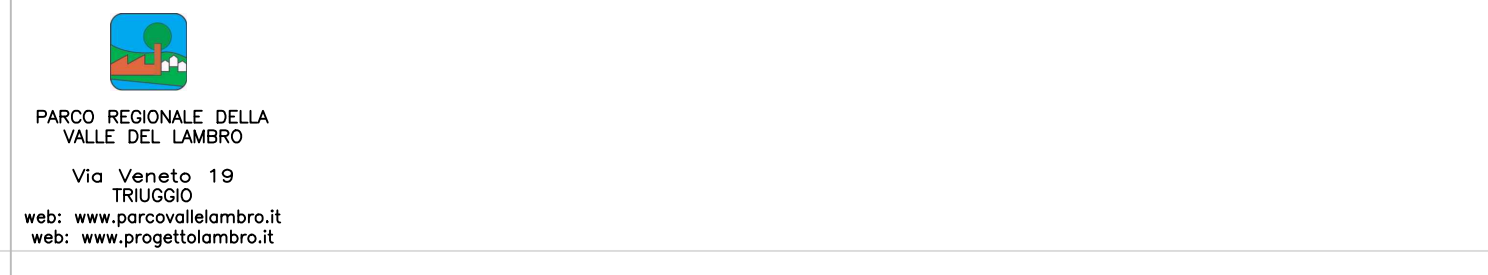 PARCO REGIONALE DELLA
VALLE DEL LAMBRO
Via Veneto 19
TRIUGGIO
web: www.parcovallelambro.it
web: www.progettolambro.it